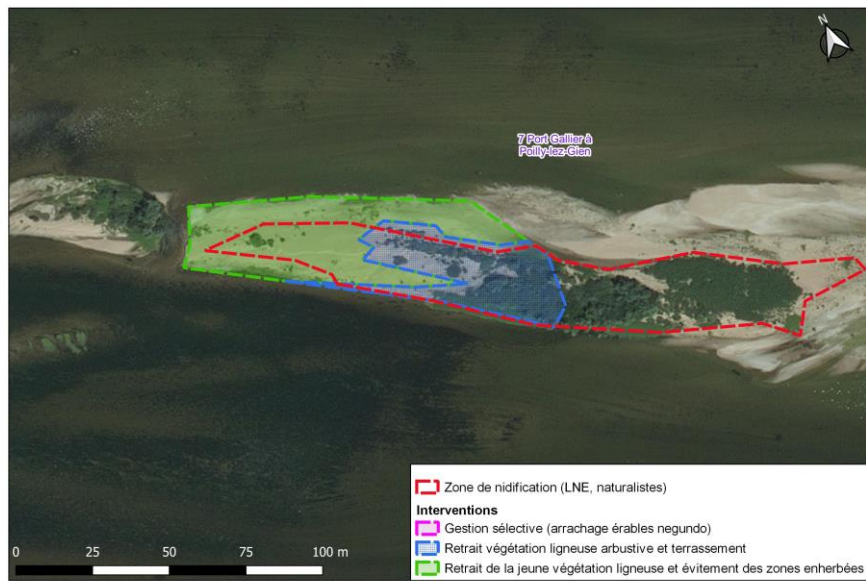 N
7 Port Gallier à
Poilly-lez-Gien
Zone de nidification (LNE, naturalistes)
Interventions
Gestion sélective (arrachage érables negundo)
Retrait végétation ligneuse arbustive et terrassement
Retrait de la jeune végétation ligneuse et évitement des zones enherbées
0 25 50 75 100 m